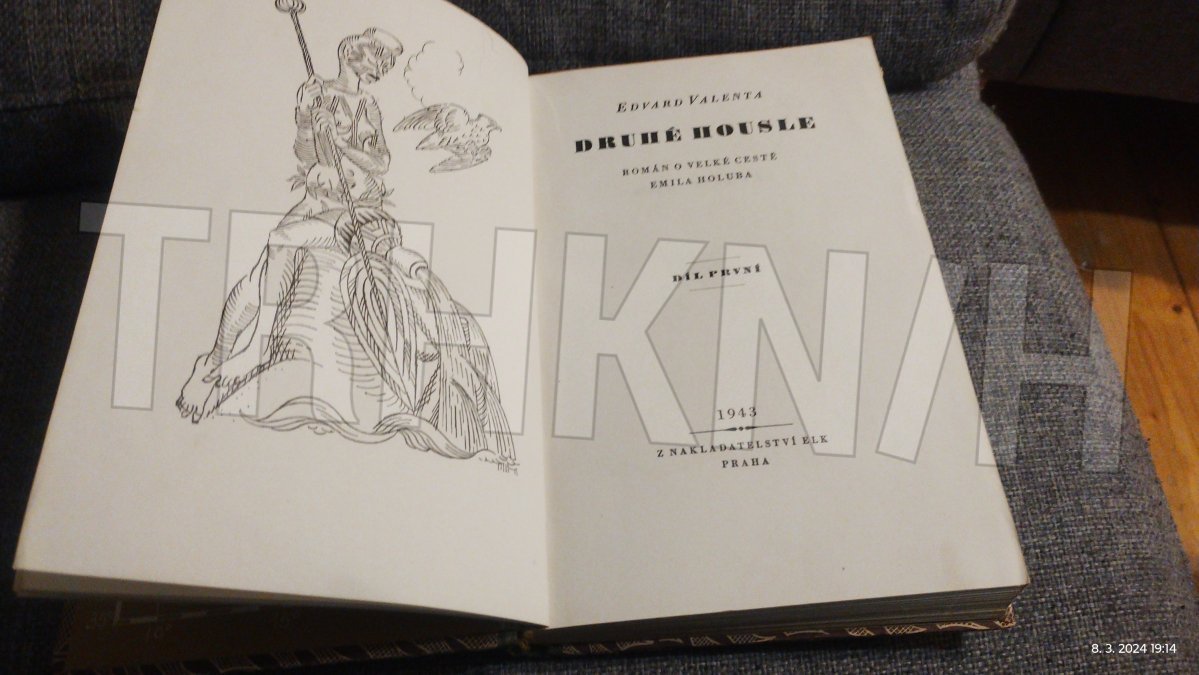 EDVARD VALENTA
DRUHÉ HOUSLE
ROMÁN O VELKÉ CESTĚ
EMILA HOLUBA
DÍL PRVNÍ
1943
Z NAKLADATELSTVÍ ELK
PRAHA
TRHKNIH
8. 3. 2024 19:14